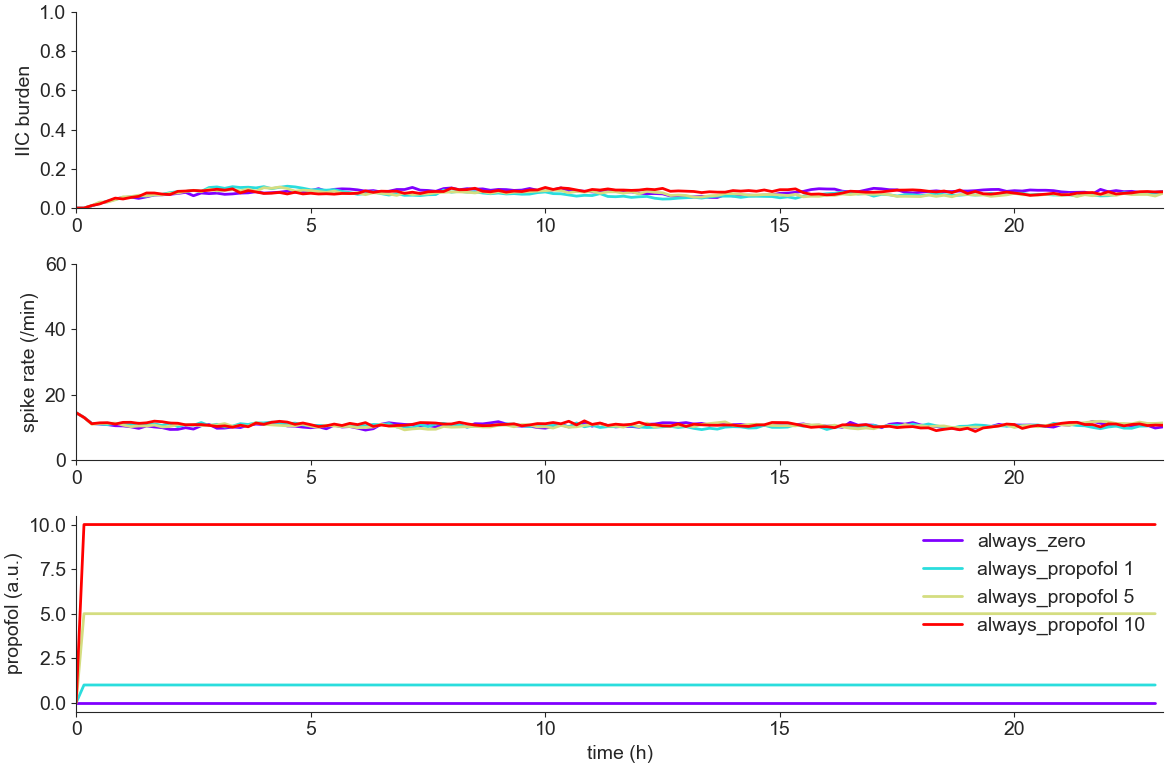 1.0
0.8
0.6
0.4
0.2
0.0
IIC burden
0 5 10 15 20
60
40
20
0
spike rate (/min)
0 5 10 15 20
10.0
7.5
5.0
2.5
0.0
propofol (a.u.)
always_zero
always_propofol 1
always_propofol 5
always_propofol 10
0 5 10 15 20
time (h)